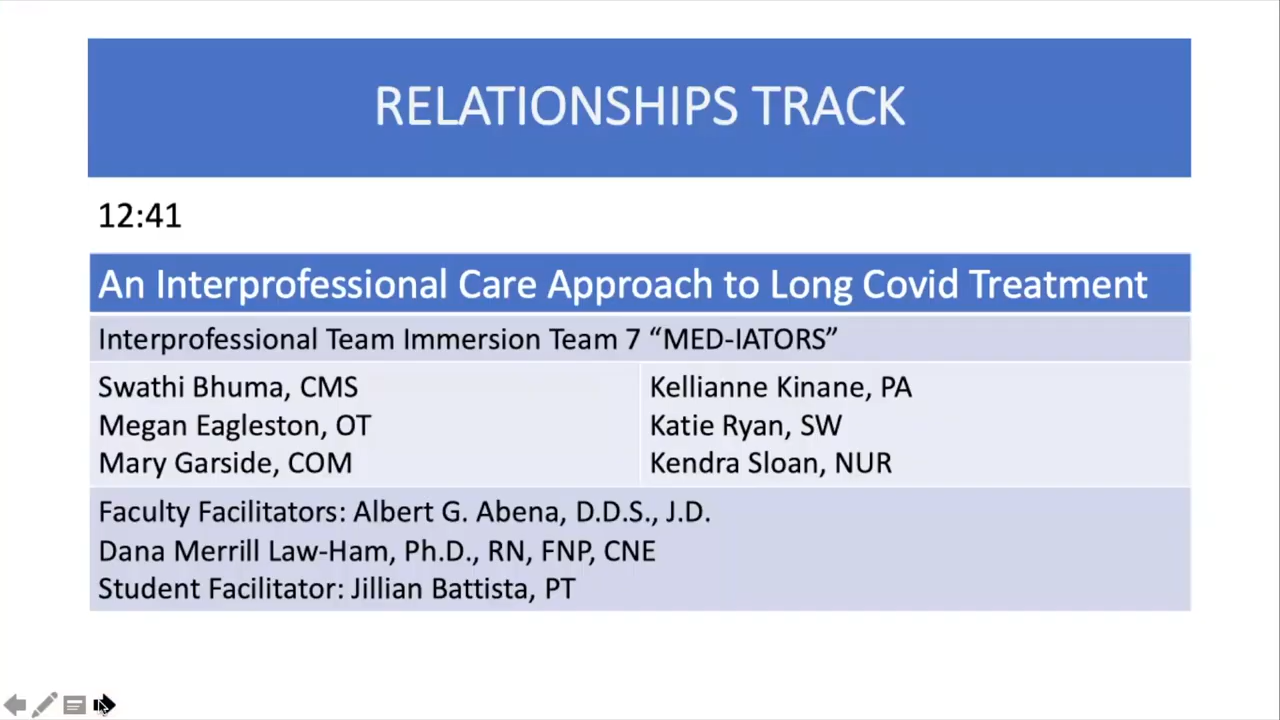 RELATIONSHIPS TRACK
12:41
An Interprofessional Care Approach to Long Covid Treatment
Interprofessional Team Immersion Team 7 “MED-IATORS”
Swathi Bhuma, CMS
Megan Eagleston, OT
Mary Garside, COM
Kellianne Kinane, PA
Katie Ryan, SW
Kendra Sloan, NUR
Faculty Facilitators: Albert G. Abena, D.D.S., J.D.
Dana Merrill Law-Ham, Ph.D., RN, FNP, CNE
Student Facilitator: Jillian Battista, PT